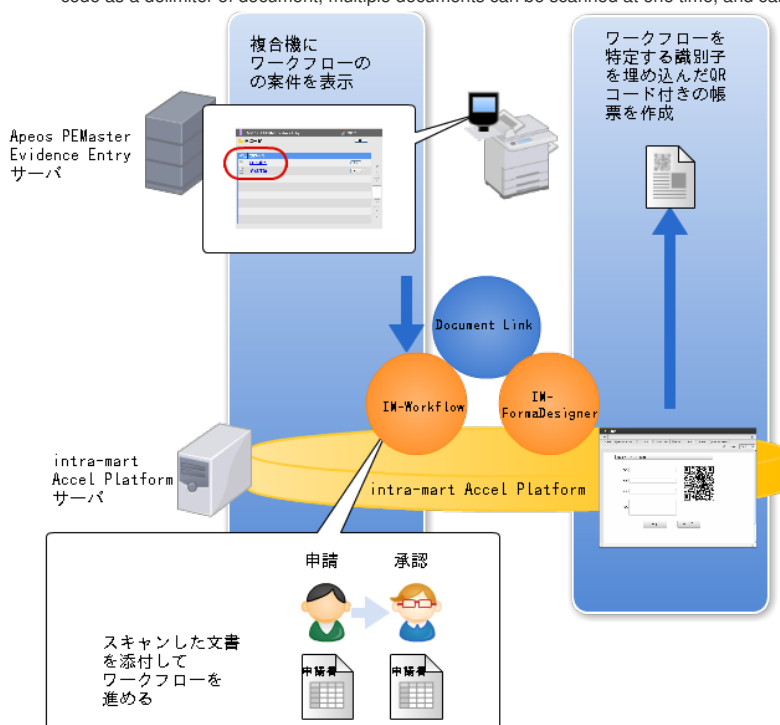 code as a delimiter of document, multiple documents can be scanned at one time, and ca
複合機に
ワークフローの
の案件を表示
ワークフローを
特定する識別子
を埋め込んだQR
コード付きの帳
票を作成
Apeos PEMaster
Evidence Entry
サーバ
Document Link
IM-Workflow
IM-
FormaDesigner
intra-mart
Accel Platform
サーバ
intra-mart Accel Platform
申請
承認
スキャンした文書
を添付して
ワークフローを
進める
申請書
申請書